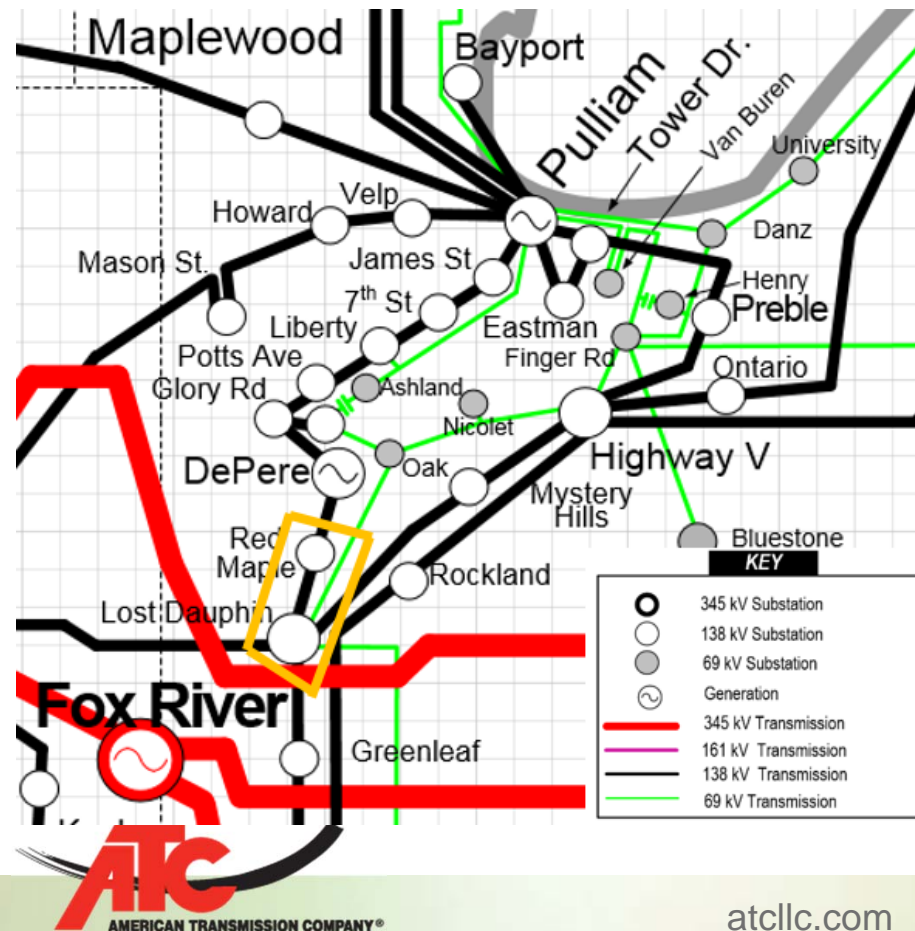 Maplewood
Bayport
Pulliam
Tower Dr.
Van Buren
University
Velp
Howard
Danz
James St
Mason St.
Henry
7th St
Preble
Liberty
Eastman
Potts Ave
Finger Rd
Ontario
Glory Rd
Ashland
Nicolet
Highway V
DePere
Oak
Mystery
Hills
Bluestone
Red
Maple
Rockland
Lost Dauphin
Fox River
Greenleaf
KEY
345 kV Substation
138 kV Substation
69 kV Substation
Generation
345 kV Transmission
161 kV Transmission
138 kV Transmission
69 kV Transmission
ATC
AMERICAN TRANSMISSION COMPANY®
atcllc.com